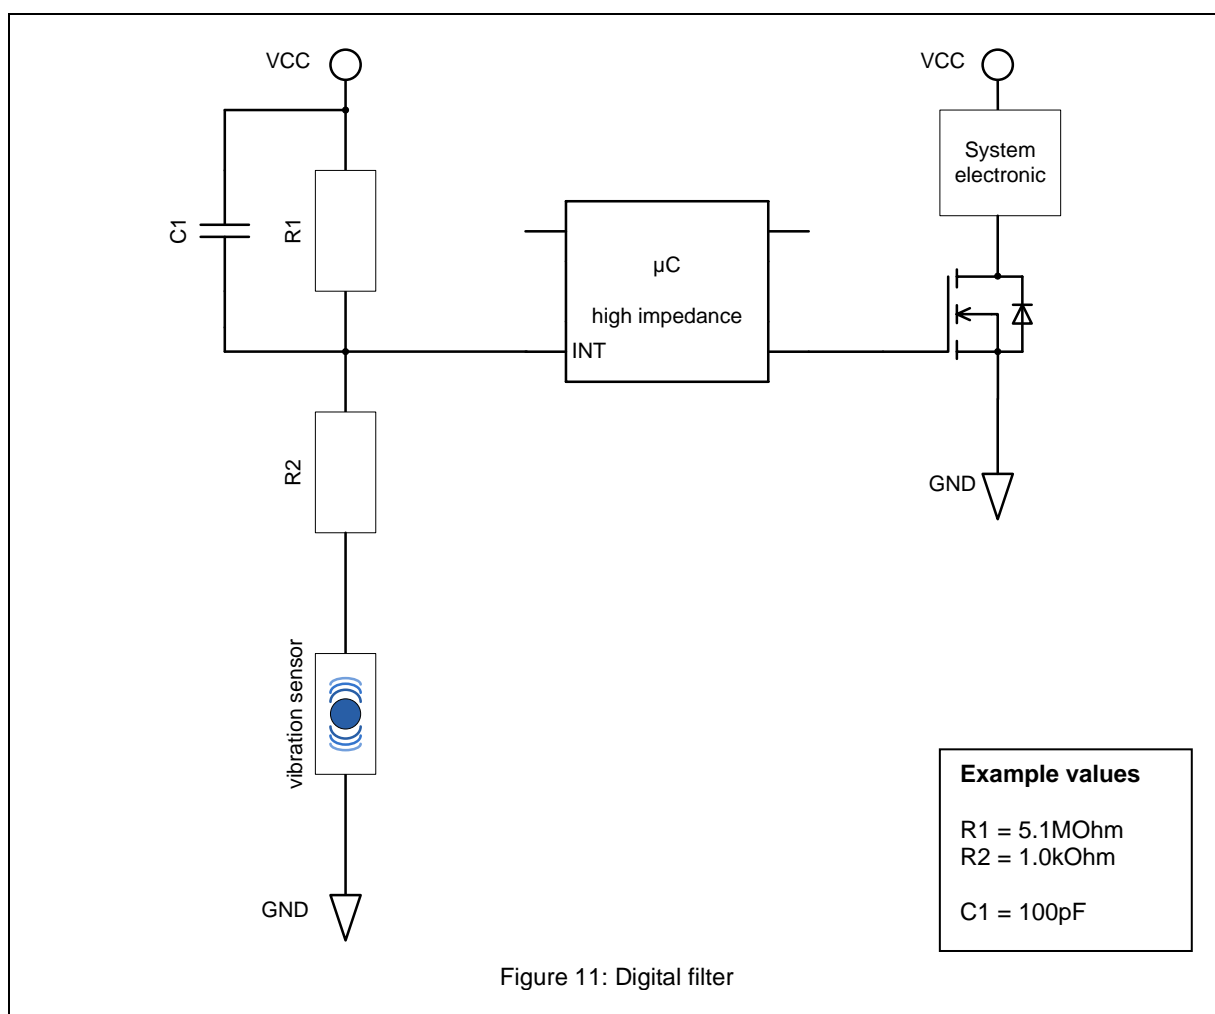 VCC
VCC
System
electronic
C1
R1
µC
high impedance
INT
R2
GND
vibration sensor
Example values
R1 = 5.1MOhm
R2 = 1.0kOhm
C1 = 100pF
GND
Figure 11: Digital filter